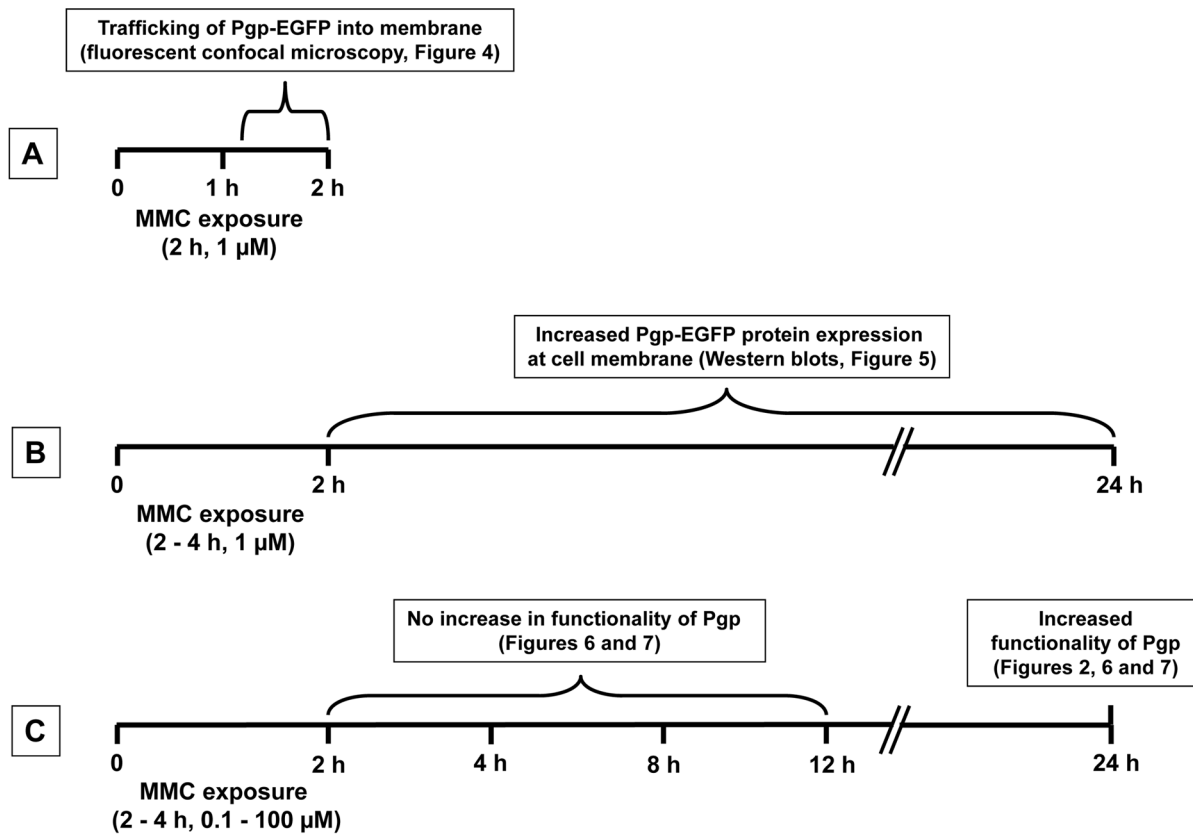 Trafficking of Pgp-EGFP into membrane
(fluorescent confocal microscopy, Figure 4)
A
0
1 h
2 h
MMC exposure
(2 h, 1 µM)
Increased Pgp-EGFP protein expression
at cell membrane (Western blots, Figure 5)
B
0
2 h
24 h
MMC exposure
(2 - 4 h, 1 µM)
No increase in functionality of Pgp
(Figures 6 and 7)
Increased
functionality of Pgp
(Figures 2, 6 and 7)
C
0
2 h
4 h
8 h
12 h
24 h
MMC exposure
(2 - 4 h, 0.1 - 100 µM)